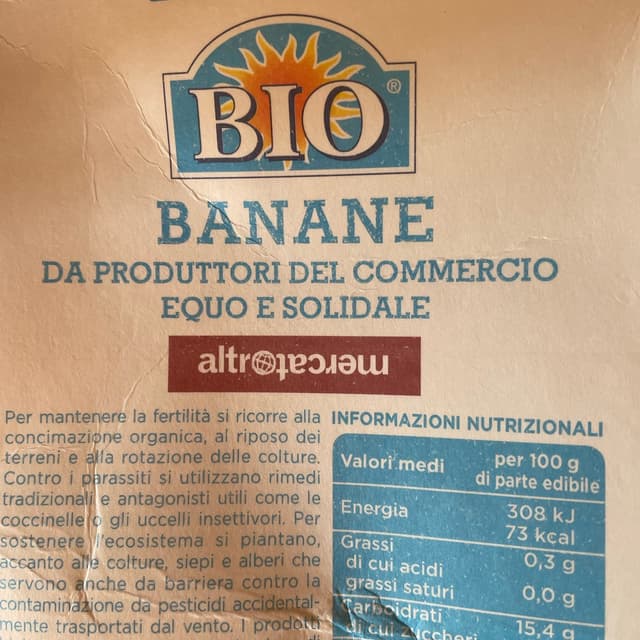 BIO®
BANANE
DA PRODUTTORI DEL COMMERCIO
EQUO E SOLIDALE
altromercato
Per mantenere la fertilità si ricorre alla
concimazione organica, al riposo dei
terreni e alla rotazione delle colture.
Contro i parassiti si utilizzano rimedi
tradizionali e antagonisti utili come le
coccinelle o gli uccelli insettivori. Per
sostenere l'ecosistema si piantano,
accanto alle colture, siepi e alberi che
servono anche da barriera contro la
contaminazione da pesticidi accidental-
mente trasportati dal vento. I prodotti
INFORMAZIONI NUTRIZIONALI
Valori medi per 100 g
di parte edibile
Energia 308 kJ
73 kcal
Grassi 0,3 g
di cui acidi
grassi saturi 0,0 g
Carboidrati 15,4 g
di cui zuccheri